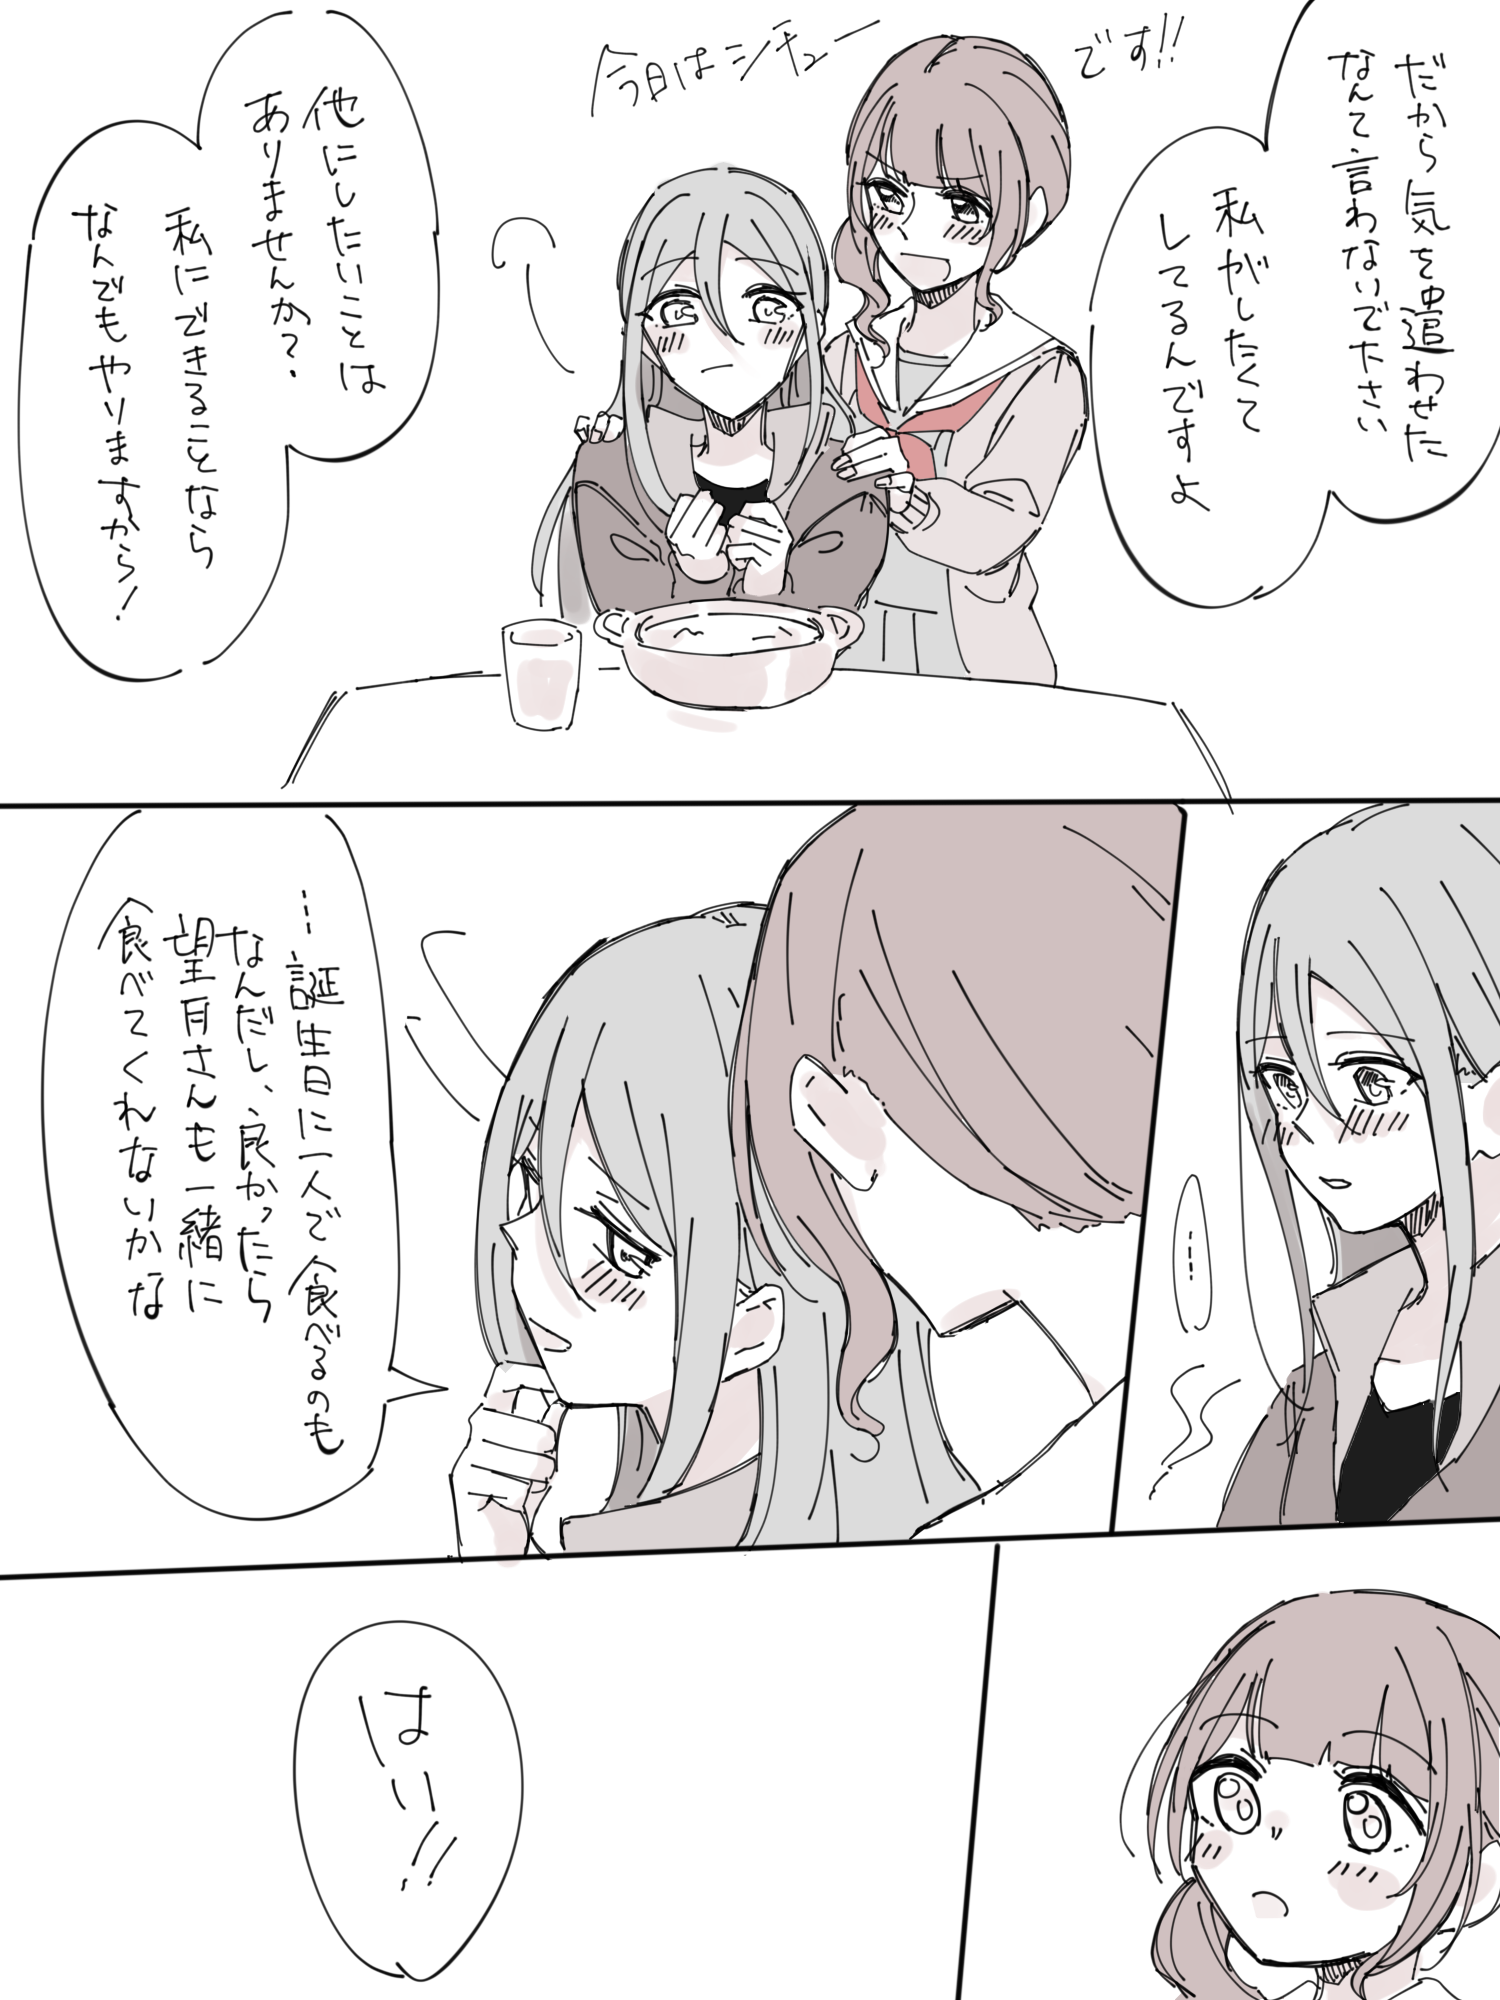 だから気を遣わせた
なんて言わないで下さい
私がしたくて
してるんですよ
今日はシチューです!!
他にしたいことは
ありませんか?
私にできることなら
なんでもやりますから!
……
…誕生日に一人で食べるのも
なんだし、良かったら
望月さんも一緒に
食べてくれないかな
はい!!